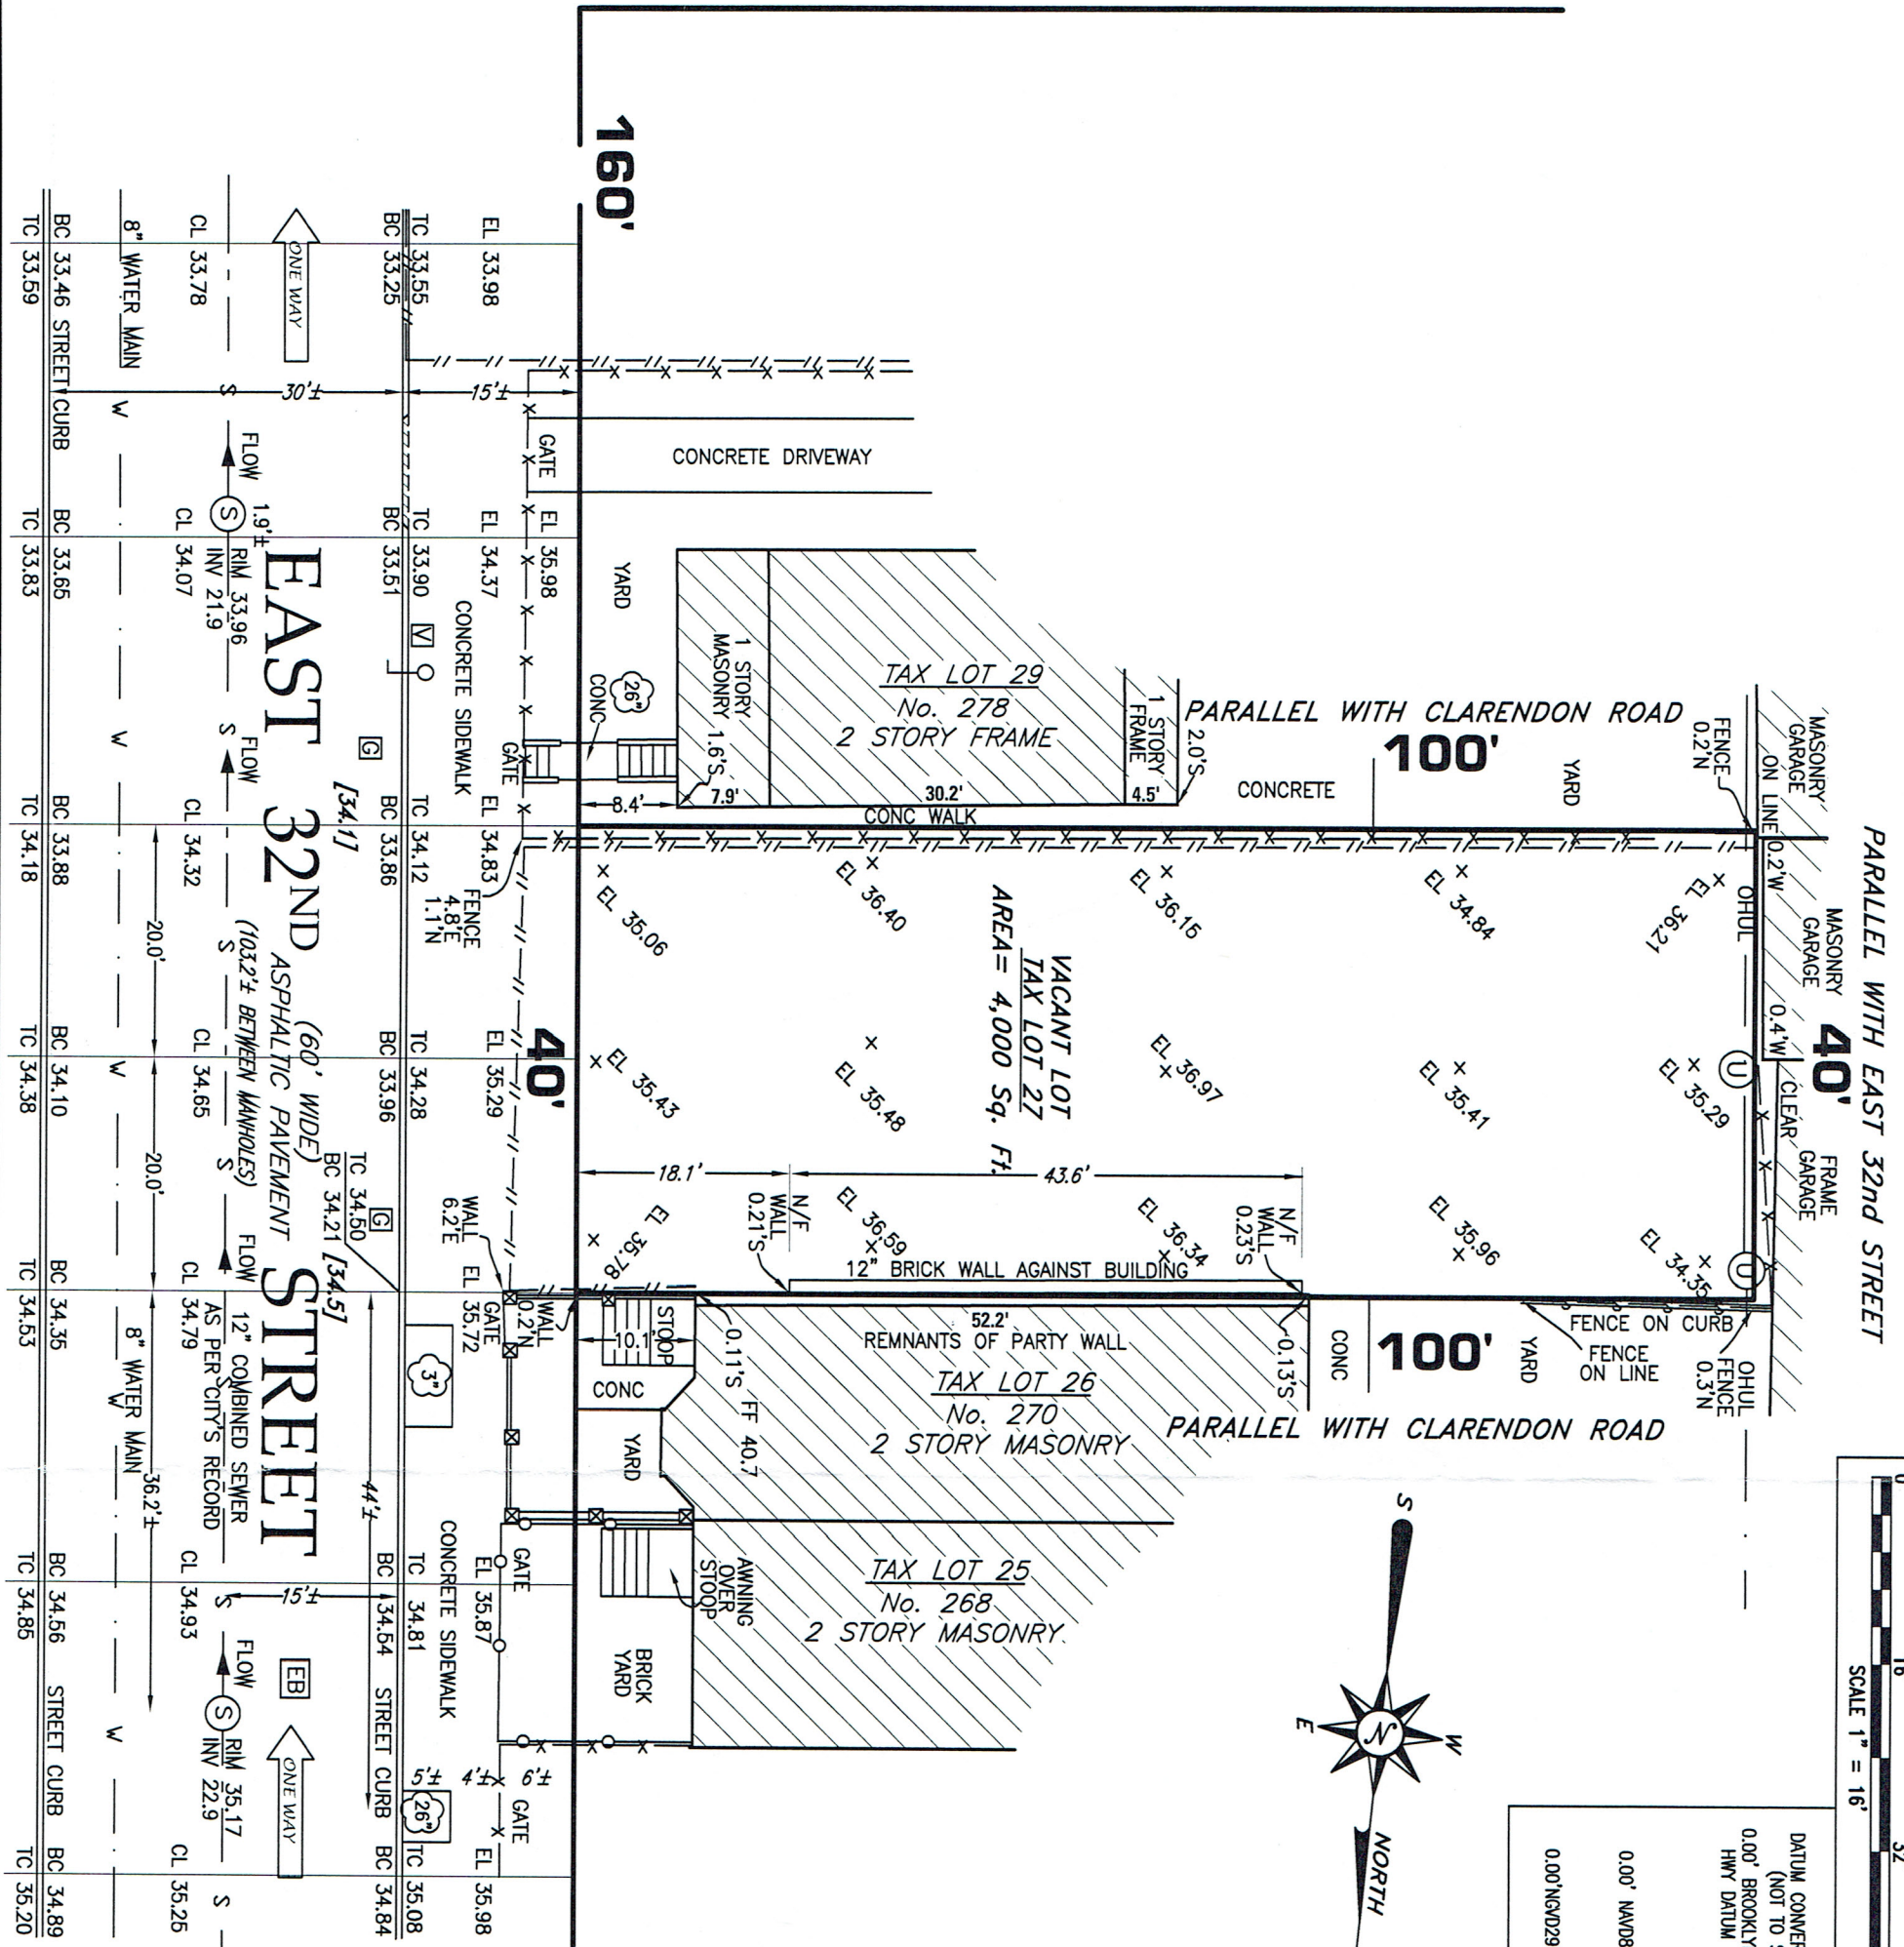 160'
EL 33.98
TC 33.55
BC 33.25
ONE WAY
CL 33.78
8" WATER MAIN
BC 33.46 STREET CURB
TC 33.59
30'±
15'±
W
S
FLOW
GATE
CONCRETE DRIVEWAY
EL 35.98
EL 34.37
TC 33.90
BC 33.51
1.9'±
S
RIM 33.96
INV 21.9
CL 34.07
BC 33.65
TC 33.83
YARD
CONCRETE SIDEWALK
V
26"
CONC
GATE
1 STORY
MASONRY 1.6'S
TAX LOT 29
No. 278
2 STORY FRAME
1 STORY
FRAME
2.0'S
PARALLEL WITH CLARENDON ROAD
100'
CONCRETE
YARD
FENCE
0.2'N
MASONRY
GARAGE
ON LINE
8.4'
7.9'
30.2'
4.5'
CONC WALK
G
[34.1]
EL 34.83
TC 34.12
BC 33.86
CL 34.32
BC 33.88
TC 34.18
S
FLOW
W
EAST 32ND STREET
(60' WIDE)
ASPHALTIC PAVEMENT
(103.2'± BETWEEN MANHOLES)
FENCE
4.8'E
1.1'N
EL 35.06
EL 36.40
EL 36.15
EL 34.84
EL 36.21
OHUL
0.2'W
MASONRY
GARAGE
0.4'W
PARALLEL WITH EAST 32nd STREET
40'
VACANT LOT
TAX LOT 27
AREA= 4,000 Sq. Ft.
40'
20.0'
EL 35.29
TC 34.28
BC 33.96
CL 34.65
BC 34.10
TC 34.38
S
W
EL 35.43
EL 35.48
EL 36.97
EL 35.41
EL 35.29
U
CLEAR
FRAME
GARAGE
20.0'
S
TC 34.50
BC 34.21
G
[34.5]
WALL
6.2'E
18.1'
43.6'
N/F
WALL
0.21'S
N/F
WALL
0.23'S
EL 35.78
EL 36.59
EL 36.34
EL 35.96
EL 34.35
U
12" BRICK WALL AGAINST BUILDING
FLOW
EL 35.72
GATE
WALL
0.2'N
CL 34.79
BC 34.35
TC 34.53
STOOP
10.1'
0.11'S
52.2'
REMNANTS OF PARTY WALL
0.13'S
CONC
100'
YARD
FENCE ON CURB
FENCE
ON LINE
OHUL
FENCE
0.3'N
TAX LOT 26
No. 270
2 STORY MASONRY
PARALLEL WITH CLARENDON ROAD
CONC
YARD
FF 40.7
3"
12" COMBINED SEWER
AS PER CITY'S RECORD
8" WATER MAIN
W
36.2'±
44'±
CONCRETE SIDEWALK
GATE
EL 35.87
TC 34.81
BC 34.54 STREET CURB
CL 34.93
BC 34.56 STREET CURB
TC 34.85
15'±
S
FLOW
S
RIM 35.17
INV 22.9
EB
ONE WAY
W
AWNING
OVER
STOOP
BRICK
YARD
TAX LOT 25
No. 268
2 STORY MASONRY
5'±
4'±
6'±
26"
GATE
EL 35.98
TC 35.08
BC 34.84
CL 35.25
S
BC 34.89
TC 35.20
S
E
N
W
NORTH
0
16
32
SCALE 1" = 16'
DATUM CONVER
(NOT TO S
0.00' BROOKLY
HWY DATUM
0.00' NAVD8
0.00'NGVD29